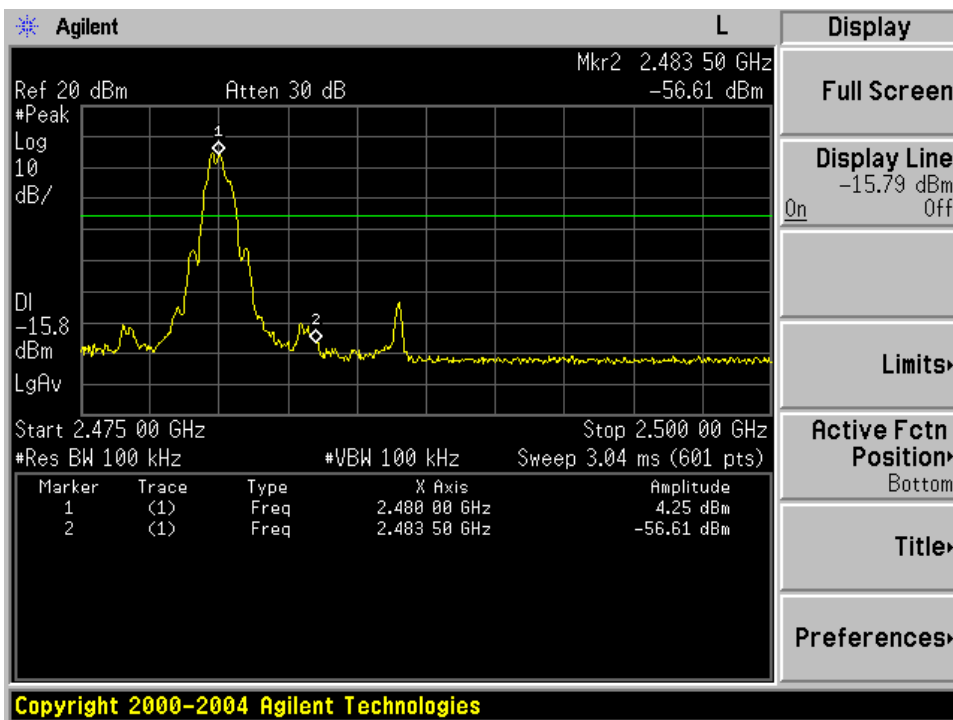 Agilent L
Display
Mkr2 2.483 50 GHz
Ref 20 dBm Atten 30 dB -56.61 dBm
#Peak
Log
10
dB/
DI
-15.8
dBm
LgAv
1
2
Start 2.475 00 GHz Stop 2.500 00 GHz
#Res BW 100 kHz #VBW 100 kHz Sweep 3.04 ms (601 pts)
Marker Trace Type X Axis Amplitude
1 (1) Freq 2.480 00 GHz 4.25 dBm
2 (1) Freq 2.483 50 GHz -56.61 dBm
Full Screen
Display Line
-15.79 dBm
On Off
Limits
Active Fctn
Position
Bottom
Title
Preferences
Copyright 2000-2004 Agilent Technologies